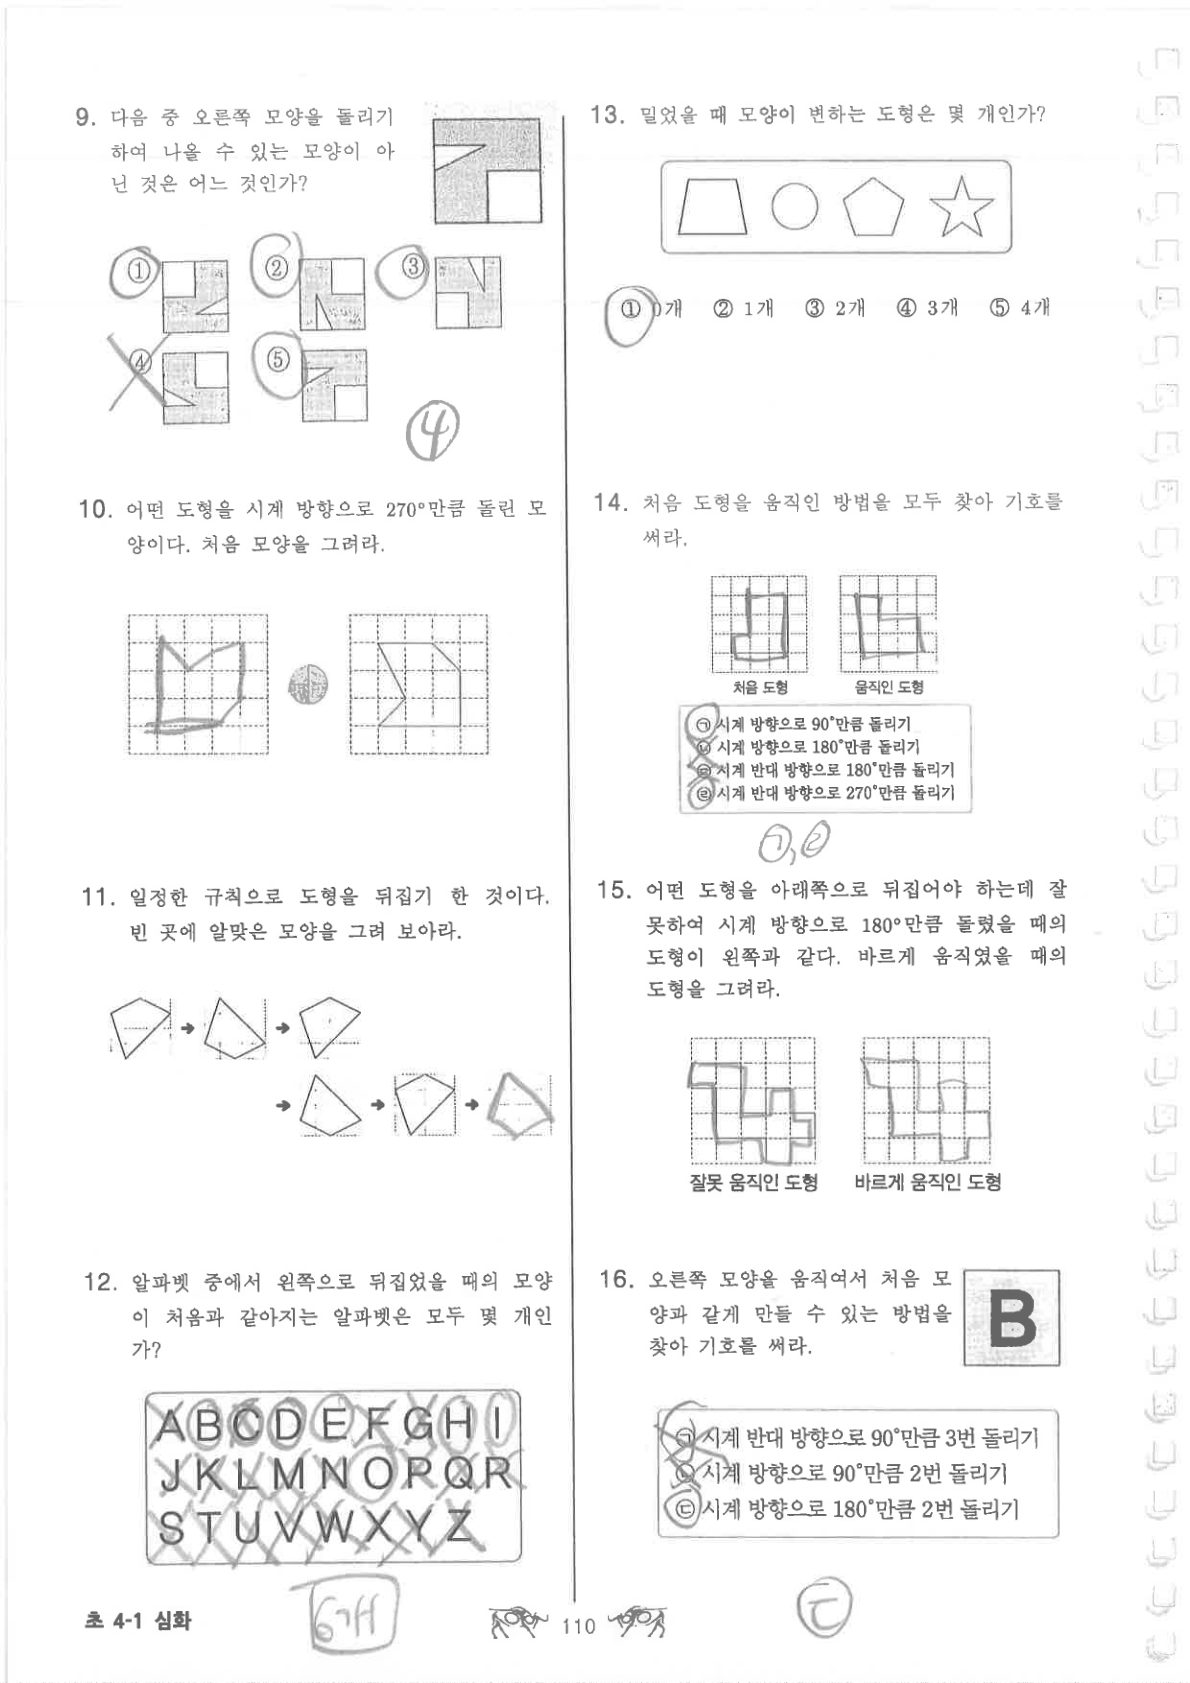 9. 다음 중 오른쪽 모양을 돌리기
하여 나올 수 있는 모양이 아
닌 것은 어느 것인가?
① ② ③
④ ⑤
④
10. 어떤 도형을 시계 방향으로 270°만큼 돌린 모
양이다. 처음 모양을 그려라.
11. 일정한 규칙으로 도형을 뒤집기 한 것이다.
빈 곳에 알맞은 모양을 그려 보아라.
12. 알파벳 중에서 왼쪽으로 뒤집었을 때의 모양
이 처음과 같아지는 알파벳은 모두 몇 개인
가?
ABCDEFGHI
JKLMNOPQR
STUVWXYZ
6개
초 4-1 심화
110
13. 밀었을 때 모양이 변하는 도형은 몇 개인가?
① 0개 ② 1개 ③ 2개 ④ 3개 ⑤ 4개
14. 처음 도형을 움직인 방법을 모두 찾아 기호를
써라.
처음 도형 움직인 도형
㉠ 시계 방향으로 90°만큼 돌리기
㉡ 시계 방향으로 180°만큼 돌리기
㉢ 시계 반대 방향으로 180°만큼 돌리기
㉣ 시계 반대 방향으로 270°만큼 돌리기
㉠, ㉣
15. 어떤 도형을 아래쪽으로 뒤집어야 하는데 잘
못하여 시계 방향으로 180°만큼 돌렸을 때의
도형이 왼쪽과 같다. 바르게 움직였을 때의
도형을 그려라.
잘못 움직인 도형 바르게 움직인 도형
16. 오른쪽 모양을 움직여서 처음 모
양과 같게 만들 수 있는 방법을
찾아 기호를 써라.
B
㉠ 시계 반대 방향으로 90°만큼 3번 돌리기
㉡ 시계 방향으로 90°만큼 2번 돌리기
㉢ 시계 방향으로 180°만큼 2번 돌리기
㉢